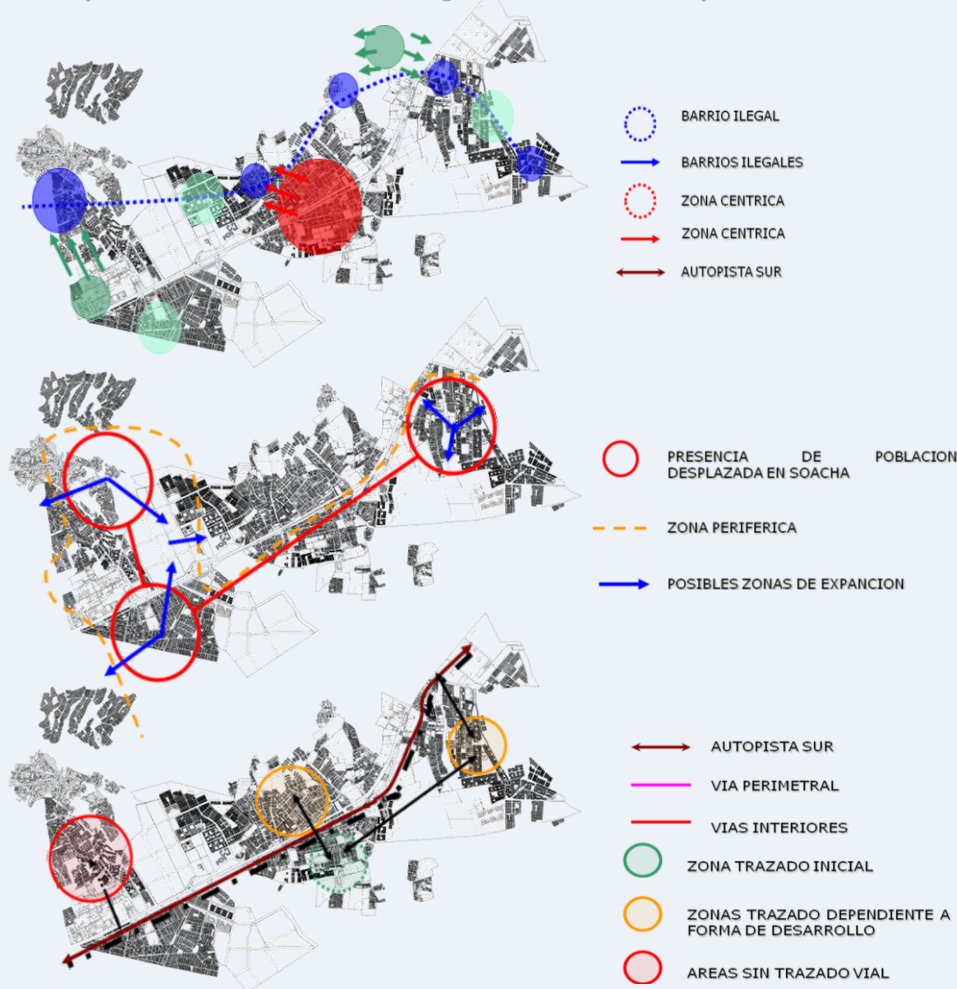 BARRIO ILEGAL
BARRIOS ILEGALES
ZONA CENTRICA
ZONA CENTRICA
AUTOPISTA SUR
PRESENCIA DE POBLACION
DESPLAZADA EN SOACHA
ZONA PERIFERICA
POSIBLES ZONAS DE EXPANCION
AUTOPISTA SUR
VIA PERIMETRAL
VIAS INTERIORES
ZONA TRAZADO INICIAL
ZONAS TRAZADO DEPENDIENTE A
FORMA DE DESARROLLO
AREAS SIN TRAZADO VIAL